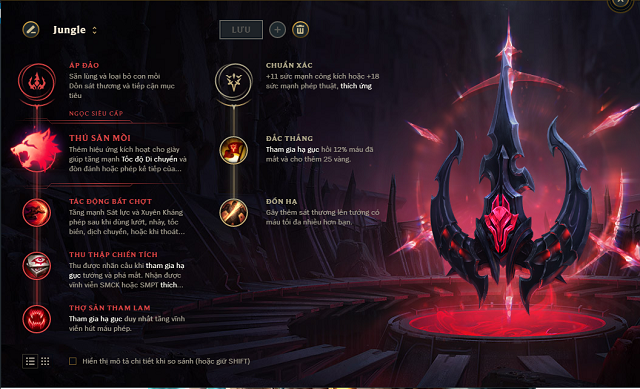 Jungle
LƯU
ÁP ĐẢO
Săn lùng và loại bỏ con mồi
Dồn sát thương và tiếp cận mục
tiêu
NGỌC SIÊU CẤP
THÚ SĂN MỒI
Thêm hiệu ứng kích hoạt cho giày
giúp tăng mạnh Tốc độ Di chuyển và
đòn đánh hoặc phép kế tiếp của...
TÁC ĐỘNG BẤT CHỢT
Tăng mạnh Sát lực và Xuyên Kháng
phép sau khi dùng lướt, nhảy, tốc
biến, dịch chuyển, hoặc khi thoát...
THU THẬP CHIẾN TÍCH
Thu được nhãn cầu khi tham gia hạ
gục tướng và phá mắt. Nhận được
vĩnh viễn SMCK hoặc SMPT thích...
THỢ SĂN THAM LAM
Tham gia hạ gục duy nhất tăng vĩnh
viễn hút máu phép.
CHUẨN XÁC
+11 sức mạnh công kích hoặc +18
sức mạnh phép thuật, thích ứng
ĐẮC THẮNG
Tham gia hạ gục hồi 12% máu đã
mất và cho thêm 25 vàng.
ĐỐN HẠ
Gây thêm sát thương lên tướng có
máu tối đa nhiều hơn bạn.
Hiển thị mô tả chi tiết khi so sánh (hoặc giữ SHIFT)